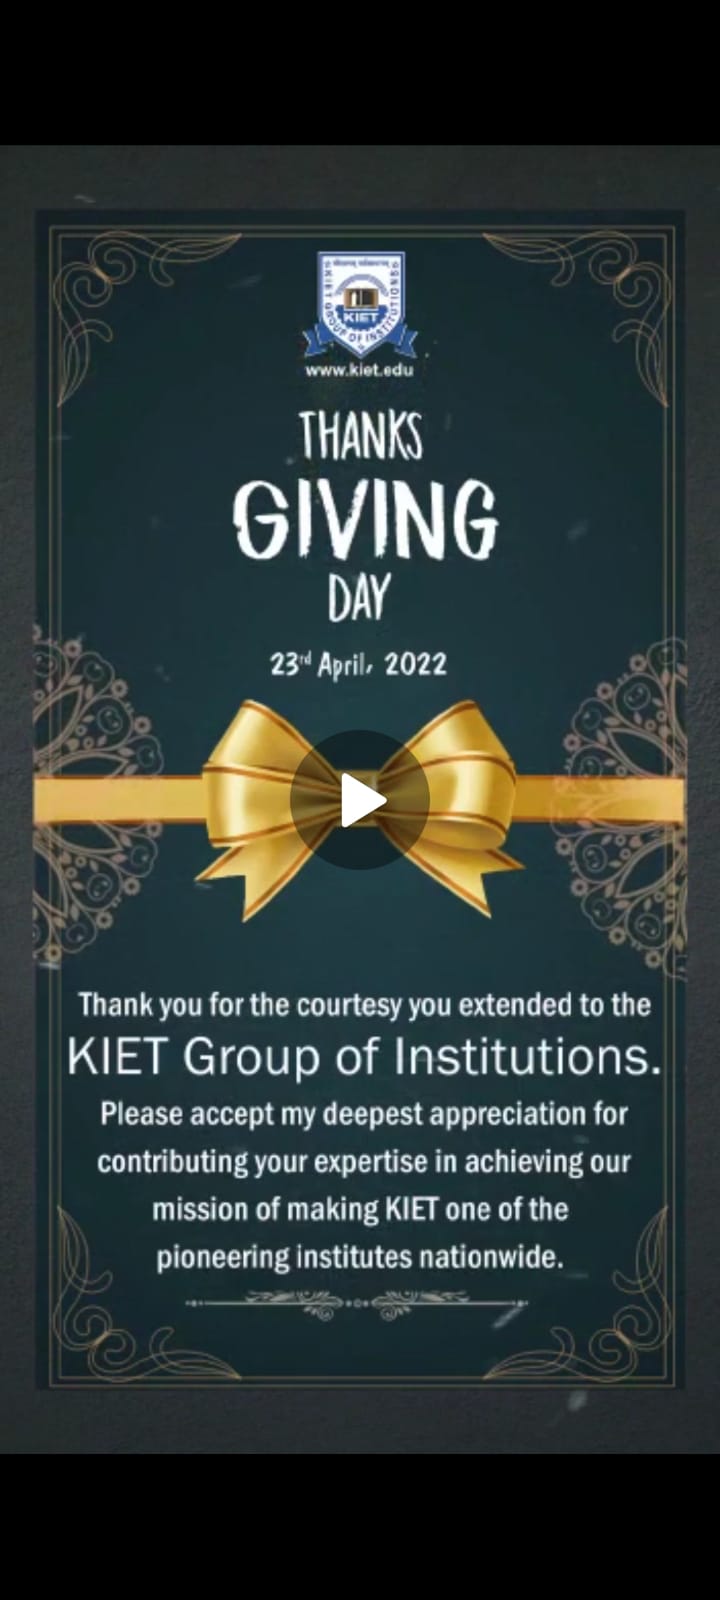 KIET GROUP OF INSTITUTIONS
KIET
www.kiet.edu
THANKS
GIVING
DAY
23rd April, 2022
Thank you for the courtesy you extended to the
KIET Group of Institutions.
Please accept my deepest appreciation for
contributing your expertise in achieving our
mission of making KIET one of the
pioneering institutes nationwide.